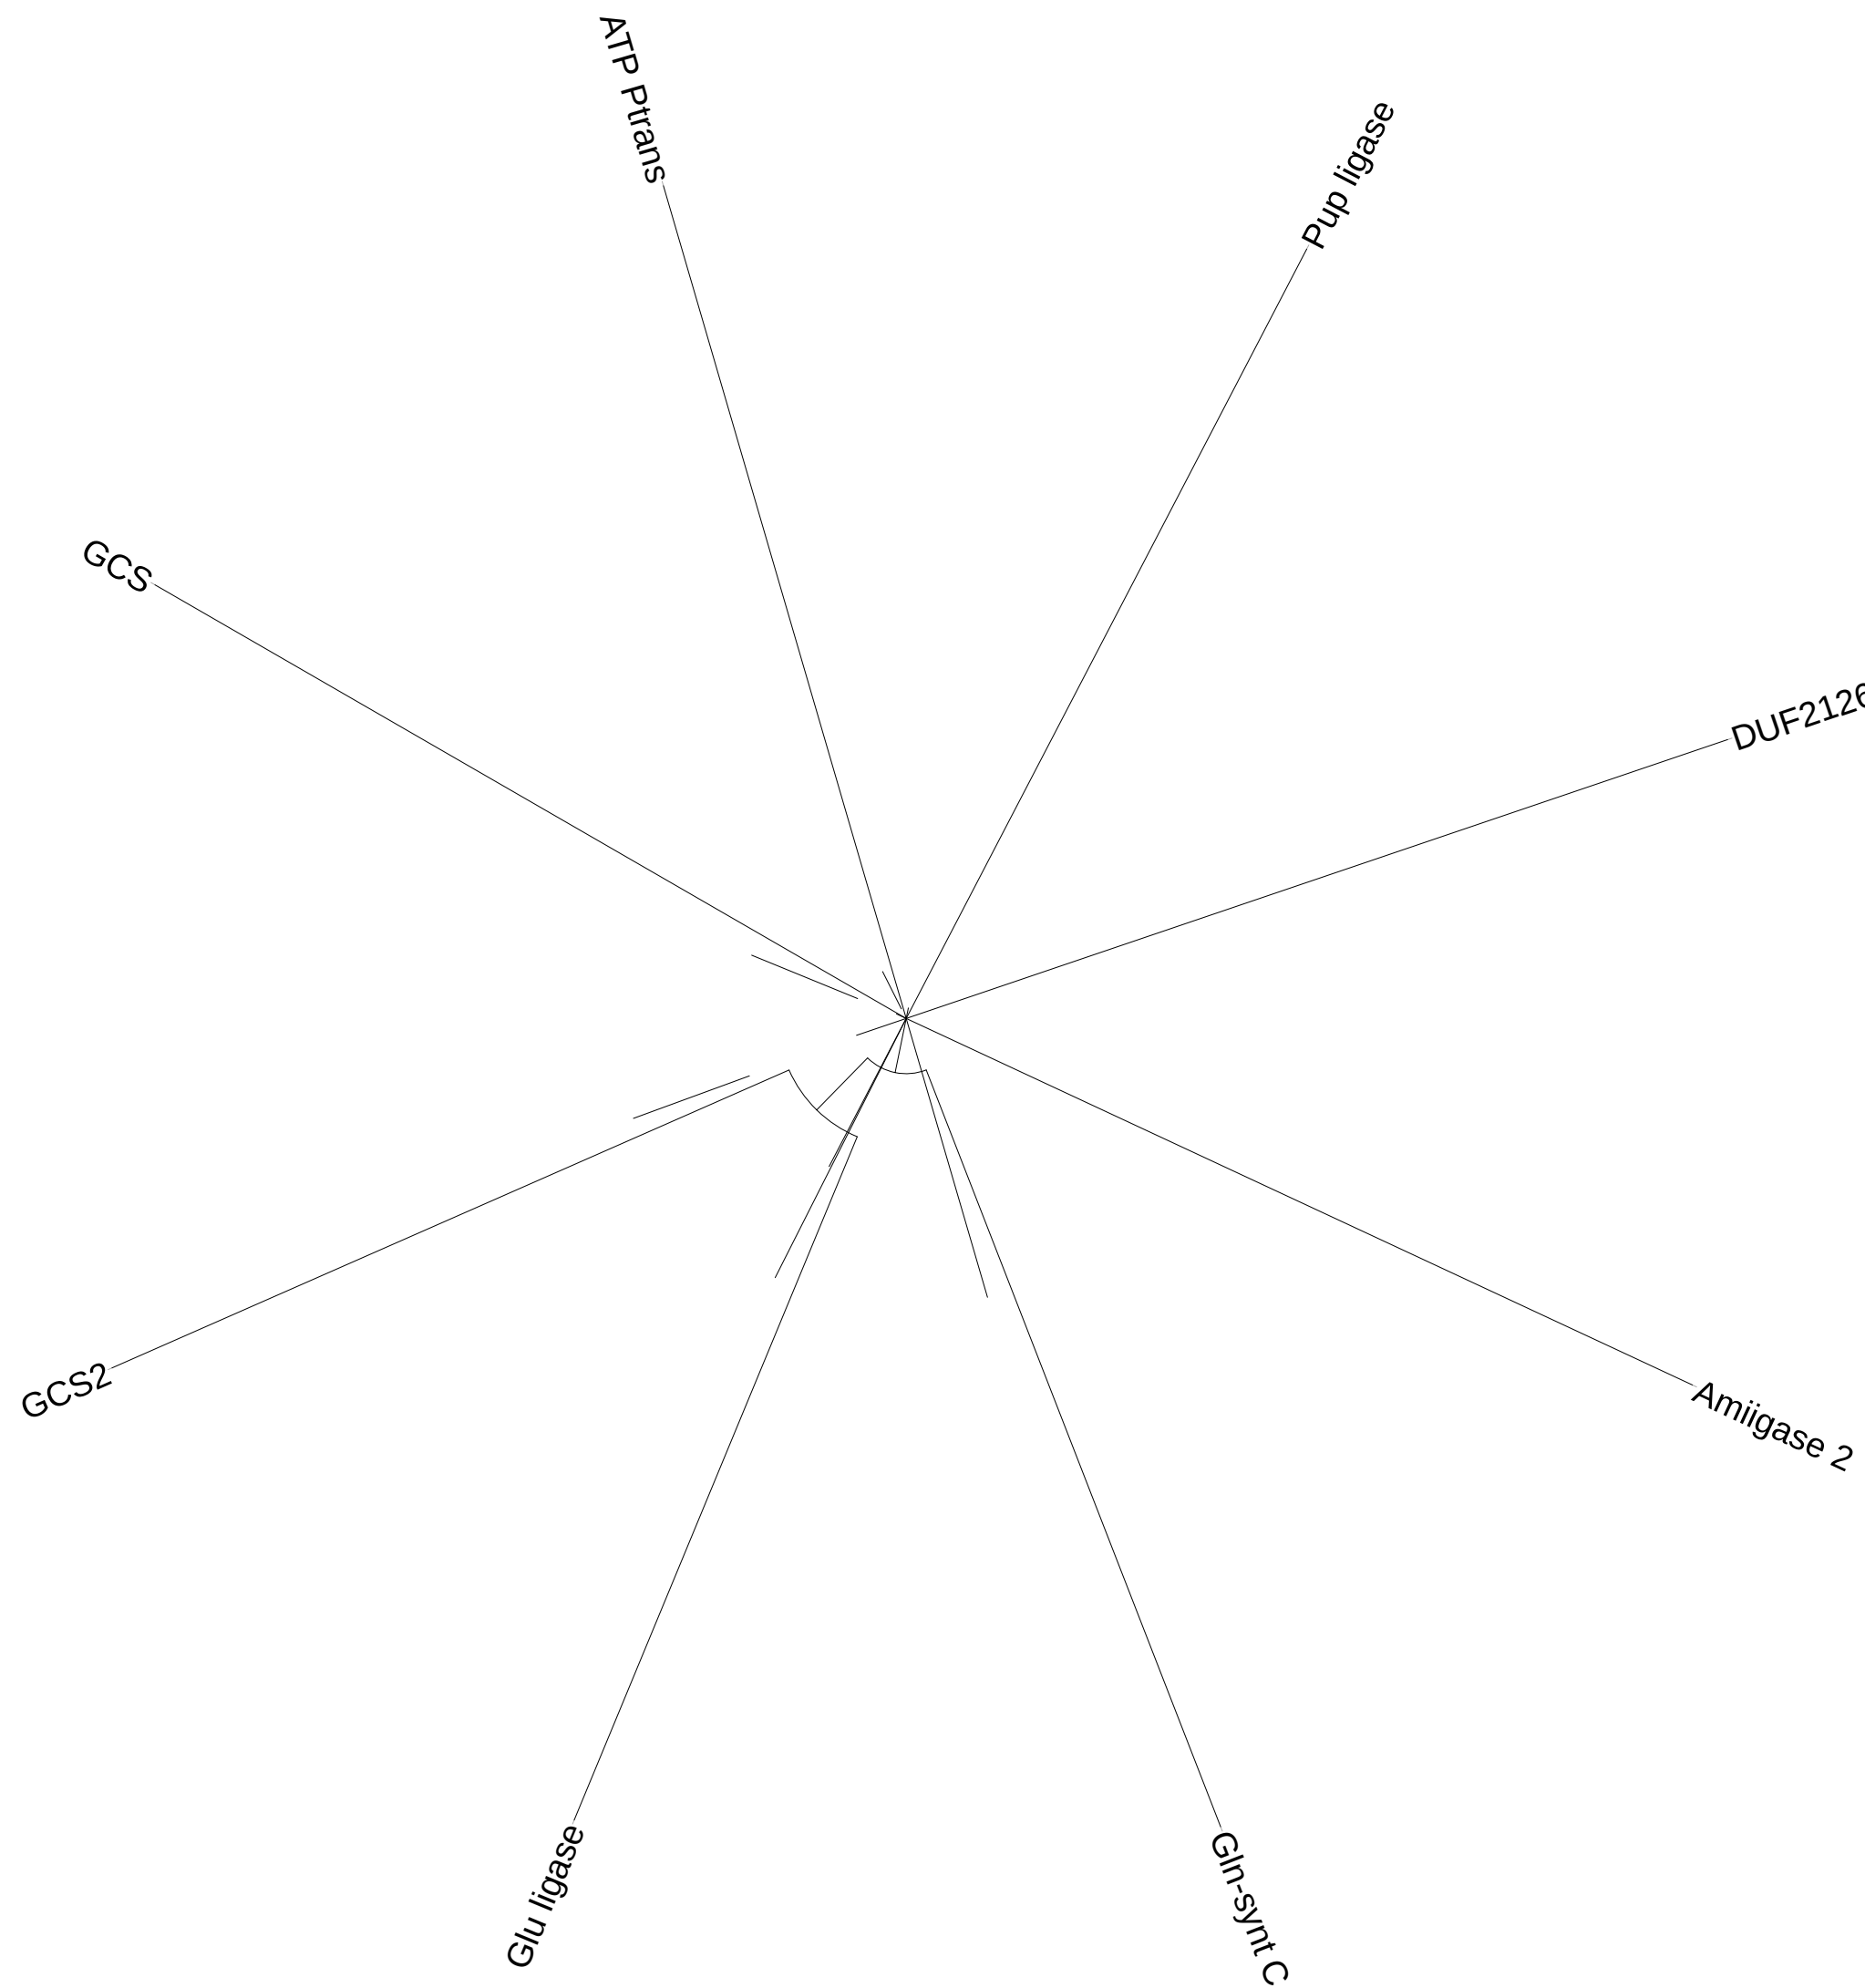 ATP Ptrans
Pup ligase
GCS
DUF2126
GCS2
Amiigase 2
Glu ligase
Gln-synt C